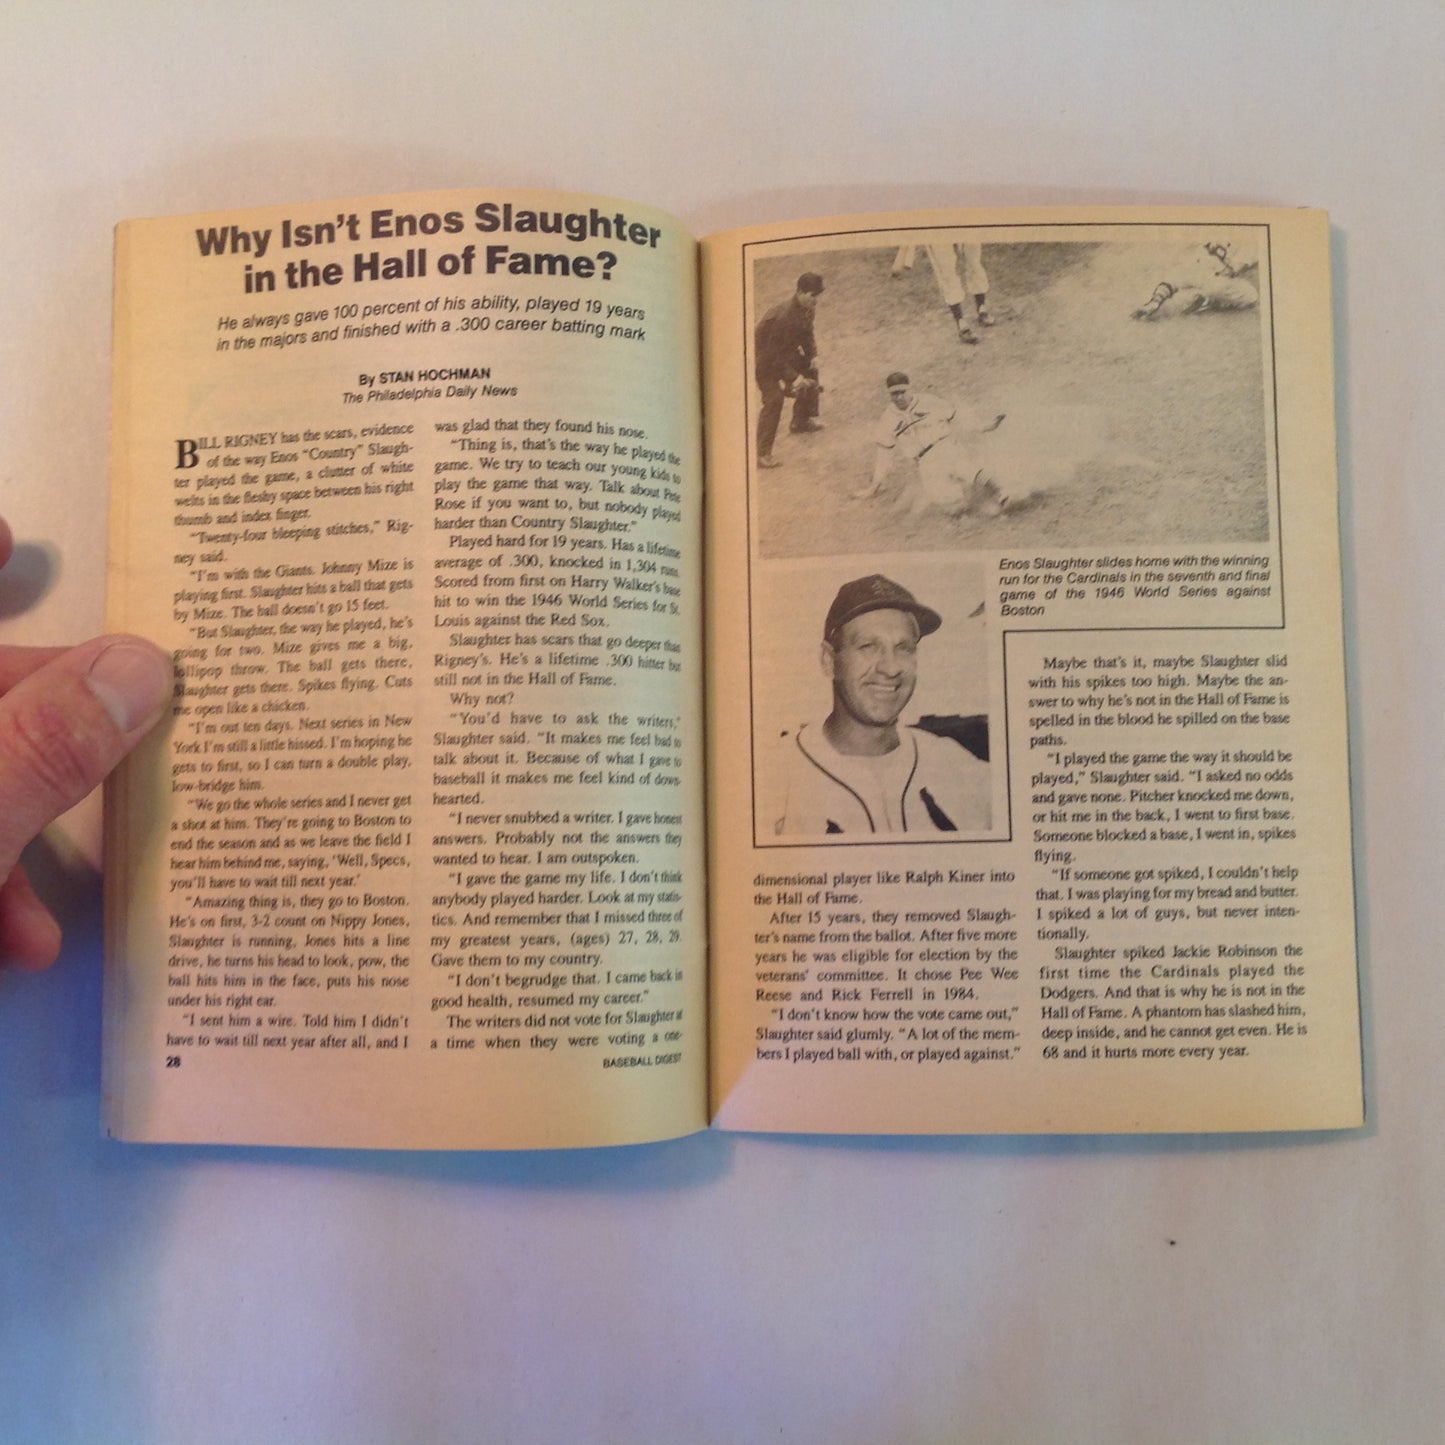 Why Isn't Enos Slaughter
in the Hall of Fame?
He always gave 100 percent of his ability, played 19 years
in the majors and finished with a .300 career batting mark
By STAN HOCHMAN
The Philadelphia Daily News
BILL RIGNEY has the scars, evidence
of the way Enos "Country" Slaugh-
ter played the game, a clutter of white
welts in the fleshy space between his right
thumb and index finger.
"Twenty-four bleeping stitches," Rig-
ney said.
"I'm with the Giants. Johnny Mize is
playing first. Slaughter hits a ball that gets
by Mize. The ball doesn't go 15 feet.
"But Slaughter, the way he played, he's
going for two. Mize gives me a big,
lollipop throw. The ball gets there,
Slaughter gets there. Spikes flying. Cuts
me open like a chicken.
"I'm out ten days. Next series in New
York I'm still a little hissed. I'm hoping he
gets to first, so I can turn a double play,
low-bridge him.
"We go the whole series and I never get
a shot at him. They're going to Boston to
end the season and as we leave the field I
hear him behind me, saying, 'Well, Specs,
you'll have to wait till next year.'
"Amazing thing is, they go to Boston.
He's on first, 3-2 count on Nippy Jones,
Slaughter is running, Jones hits a line
drive, he turns his head to look, pow, the
ball hits him in the face, puts his nose
under his right ear.
"I sent him a wire. Told him I didn't
have to wait till next year after all, and I
28
was glad that they found his nose.
"Thing is, that's the way he played the
game. We try to teach our young kids to
play the game that way. Talk about Pete
Rose if you want to, but nobody played
harder than Country Slaughter."
Played hard for 19 years. Has a lifetime
average of .300, knocked in 1,304 runs.
Scored from first on Harry Walker's base
hit to win the 1946 World Series for St.
Louis against the Red Sox.
Slaughter has scars that go deeper than
Rigney's. He's a lifetime .300 hitter but
still not in the Hall of Fame.
Why not?
"You'd have to ask the writers,"
Slaughter said. "It makes me feel bad to
talk about it. Because of what I gave to
baseball it makes me feel kind of down-
hearted.
"I never snubbed a writer. I gave honest
answers. Probably not the answers they
wanted to hear. I am outspoken.
"I gave the game my life. I don't think
anybody played harder. Look at my statis-
tics. And remember that I missed three of
my greatest years, (ages) 27, 28, 29.
Gave them to my country.
"I don't begrudge that. I came back in
good health, resumed my career."
The writers did not vote for Slaughter at
a time when they were voting a one-
BASEBALL DIGEST
Enos Slaughter slides home with the winning
run for the Cardinals in the seventh and final
game of the 1946 World Series against
Boston
dimensional player like Ralph Kiner into
the Hall of Fame.
After 15 years, they removed Slaugh-
ter's name from the ballot. After five more
years he was eligible for election by the
veterans' committee. It chose Pee Wee
Reese and Rick Ferrell in 1984.
"I don't know how the vote came out,"
Slaughter said glumly. "A lot of the mem-
bers I played ball with, or played against."
Maybe that's it, maybe Slaughter slid
with his spikes too high. Maybe the an-
swer to why he's not in the Hall of Fame is
spelled in the blood he spilled on the base
paths.
"I played the game the way it should be
played," Slaughter said. "I asked no odds
and gave none. Pitcher knocked me down,
or hit me in the back, I went to first base.
Someone blocked a base, I went in, spikes
flying.
"If someone got spiked, I couldn't help
that. I was playing for my bread and butter.
I spiked a lot of guys, but never inten-
tionally.
Slaughter spiked Jackie Robinson the
first time the Cardinals played the
Dodgers. And that is why he is not in the
Hall of Fame. A phantom has slashed him,
deep inside, and he cannot get even. He is
68 and it hurts more every year.